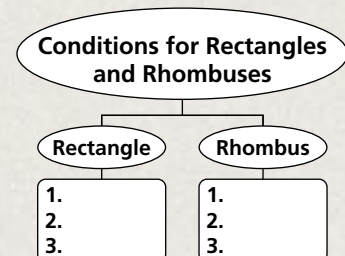 Conditions for Rectangles
and Rhombuses
Rectangle
Rhombus
1.
2.
3.
1.
2.
3.